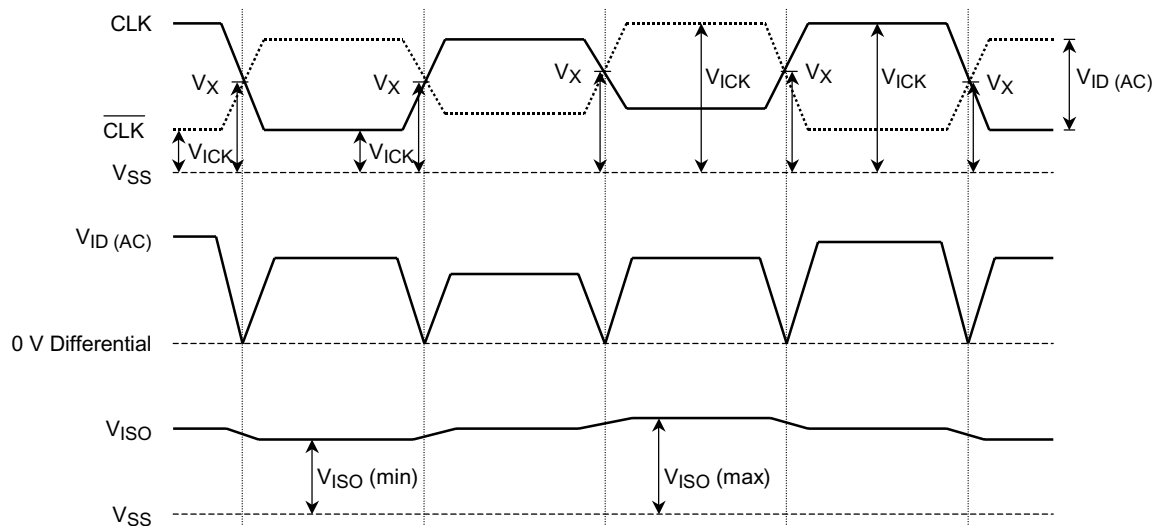 CLK
VX VX VX VICK VX VICK VX VID (AC)
CLK
VICK VICK
VSS
VID (AC)
0 V Differential
VISO
VISO (min) VISO (max)
VSS